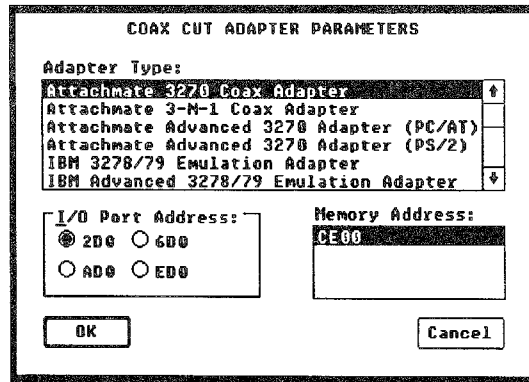 COAX CUT ADAPTER PARAMETERS
Adapter Type:
Attachmate 3270 Coax Adapter
Attachmate 3-N-1 Coax Adapter
Attachmate Advanced 3270 Adapter (PC/AT)
Attachmate Advanced 3270 Adapter (PS/2)
IBM 3278/79 Emulation Adapter
IBM Advanced 3278/79 Emulation Adapter
I/O Port Address:
2D0 6D0
AD0 ED0
Memory Address:
CE00
OK
Cancel